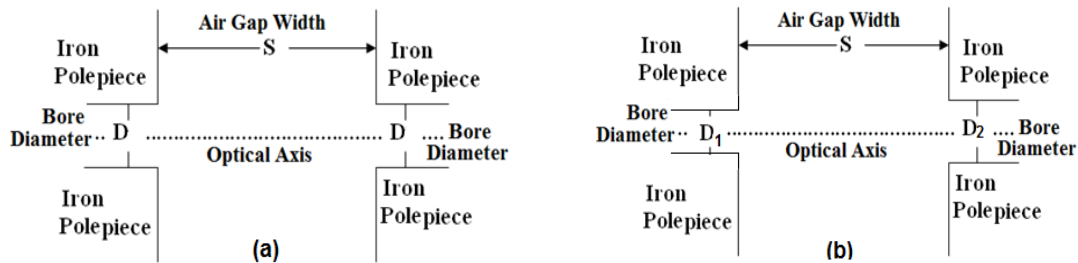 Air Gap Width
S
Iron
Polepiece
Iron
Polepiece
Bore
Diameter .. D ........ D .... Bore
Diameter
Optical Axis
Iron
Polepiece
Iron
Polepiece
(a)
Air Gap Width
S
Iron
Polepiece
Iron
Polepiece
Bore
Diameter .. D₁ ........ D₂ ... Bore
Diameter
Optical Axis
Iron
Polepiece
Iron
Polepiece
(b)